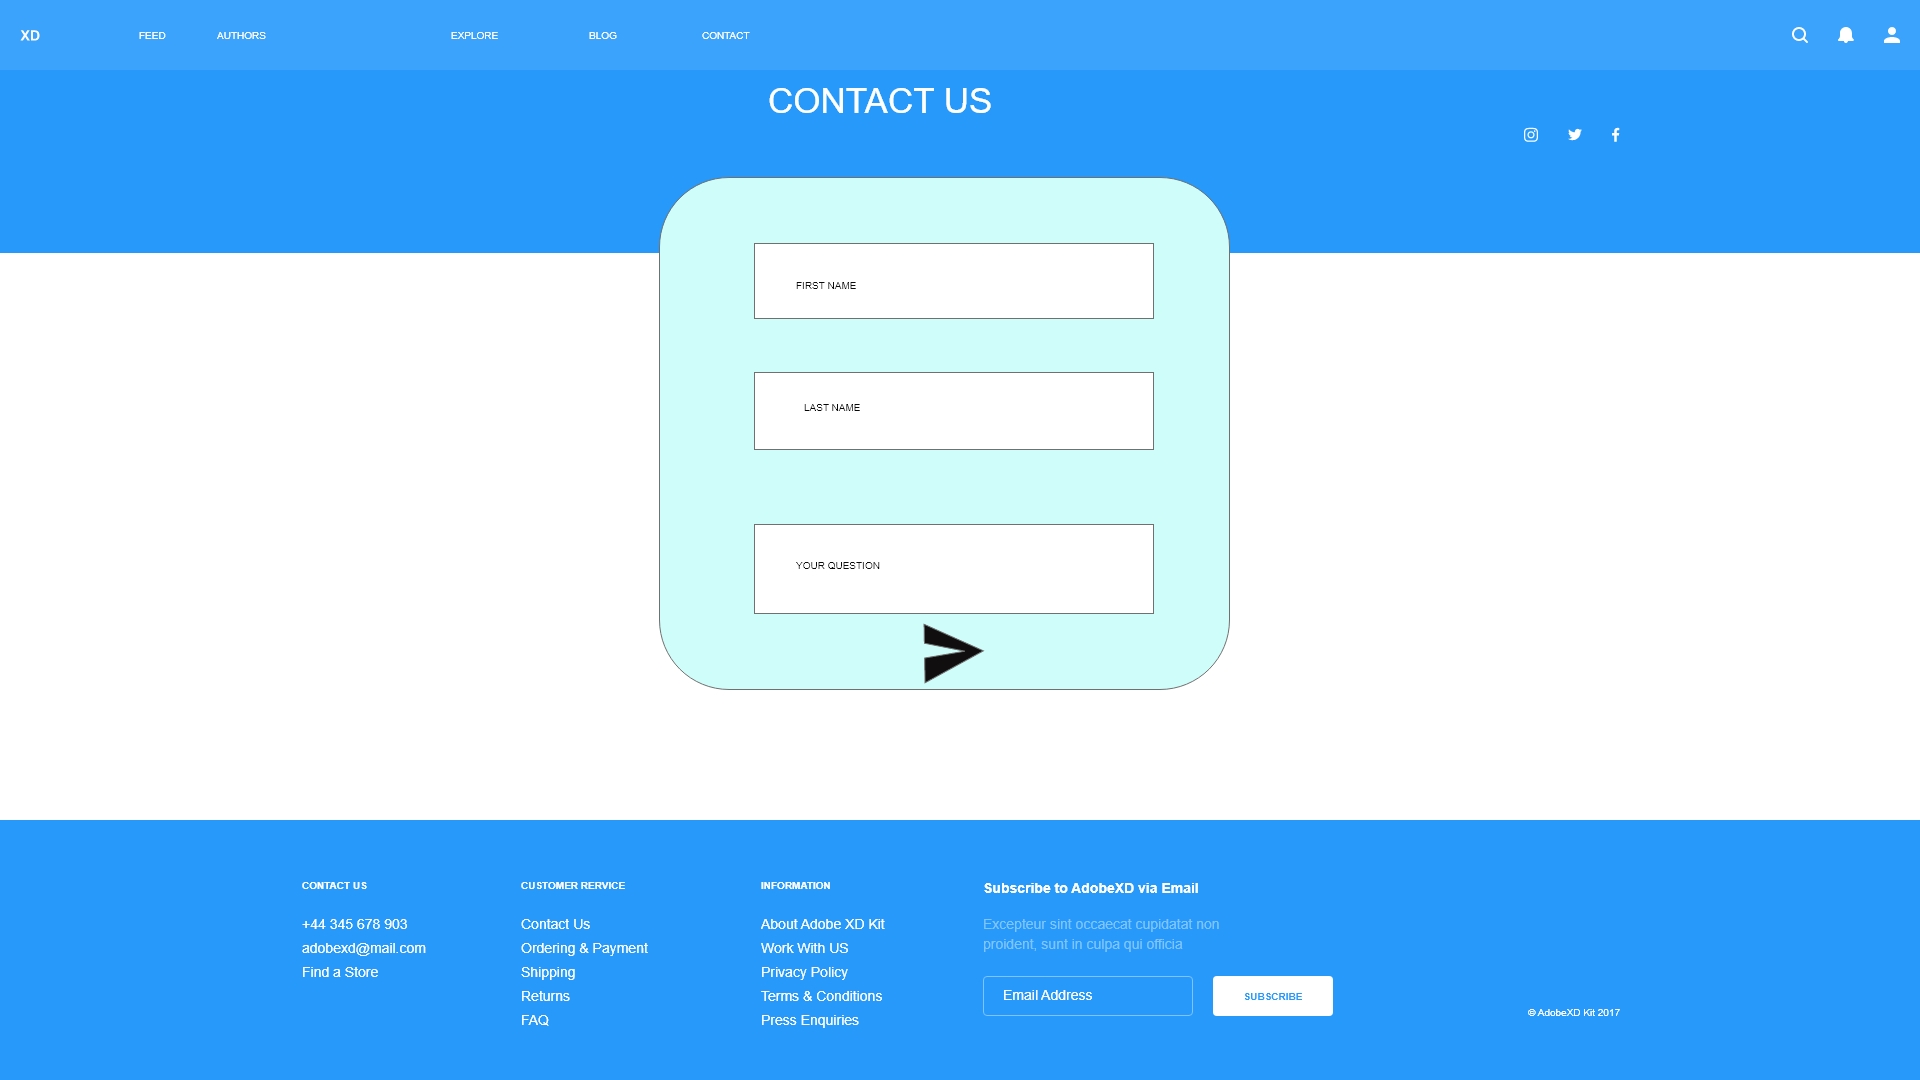 XD
FEED
AUTHORS
EXPLORE
BLOG
CONTACT
CONTACT US
FIRST NAME
LAST NAME
YOUR QUESTION
CONTACT US
+44 345 678 903
adobexd@mail.com
Find a Store
CUSTOMER RERVICE
Contact Us
Ordering & Payment
Shipping
Returns
FAQ
INFORMATION
About Adobe XD Kit
Work With US
Privacy Policy
Terms & Conditions
Press Enquiries
Subscribe to AdobeXD via Email
Excepteur sint occaecat cupidatat non
proident, sunt in culpa qui officia
Email Address
SUBSCRIBE
© AdobeXD Kit 2017